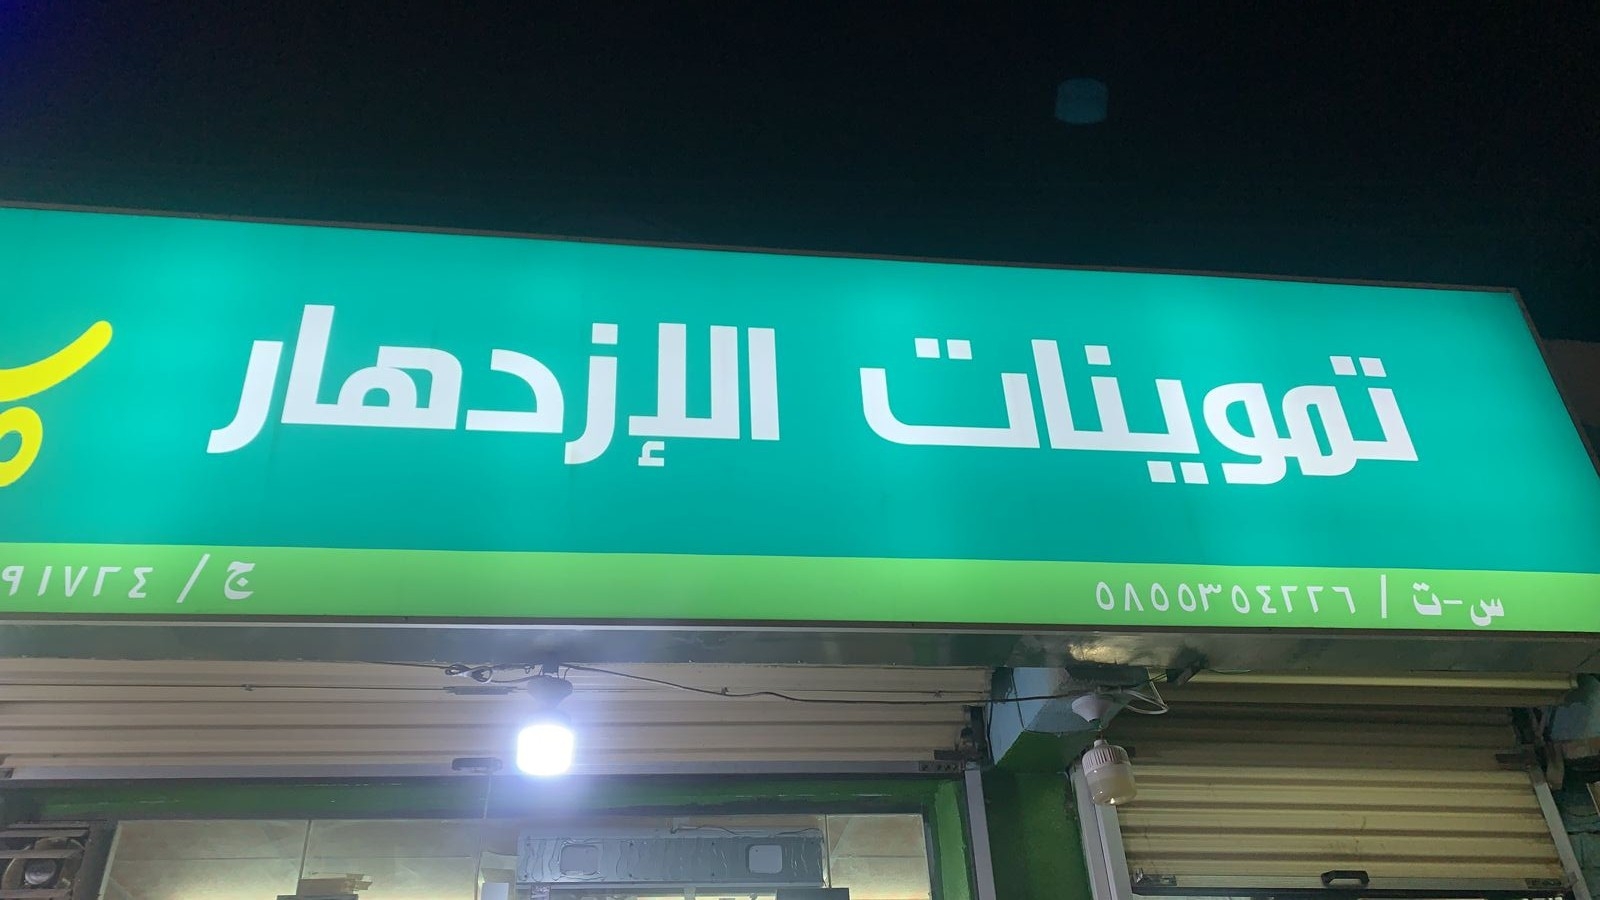 تموينات الإزدهار
س-ت / ٥٨٥٥٣٥٤٢٢٦
ج / ٩١٧٢٤